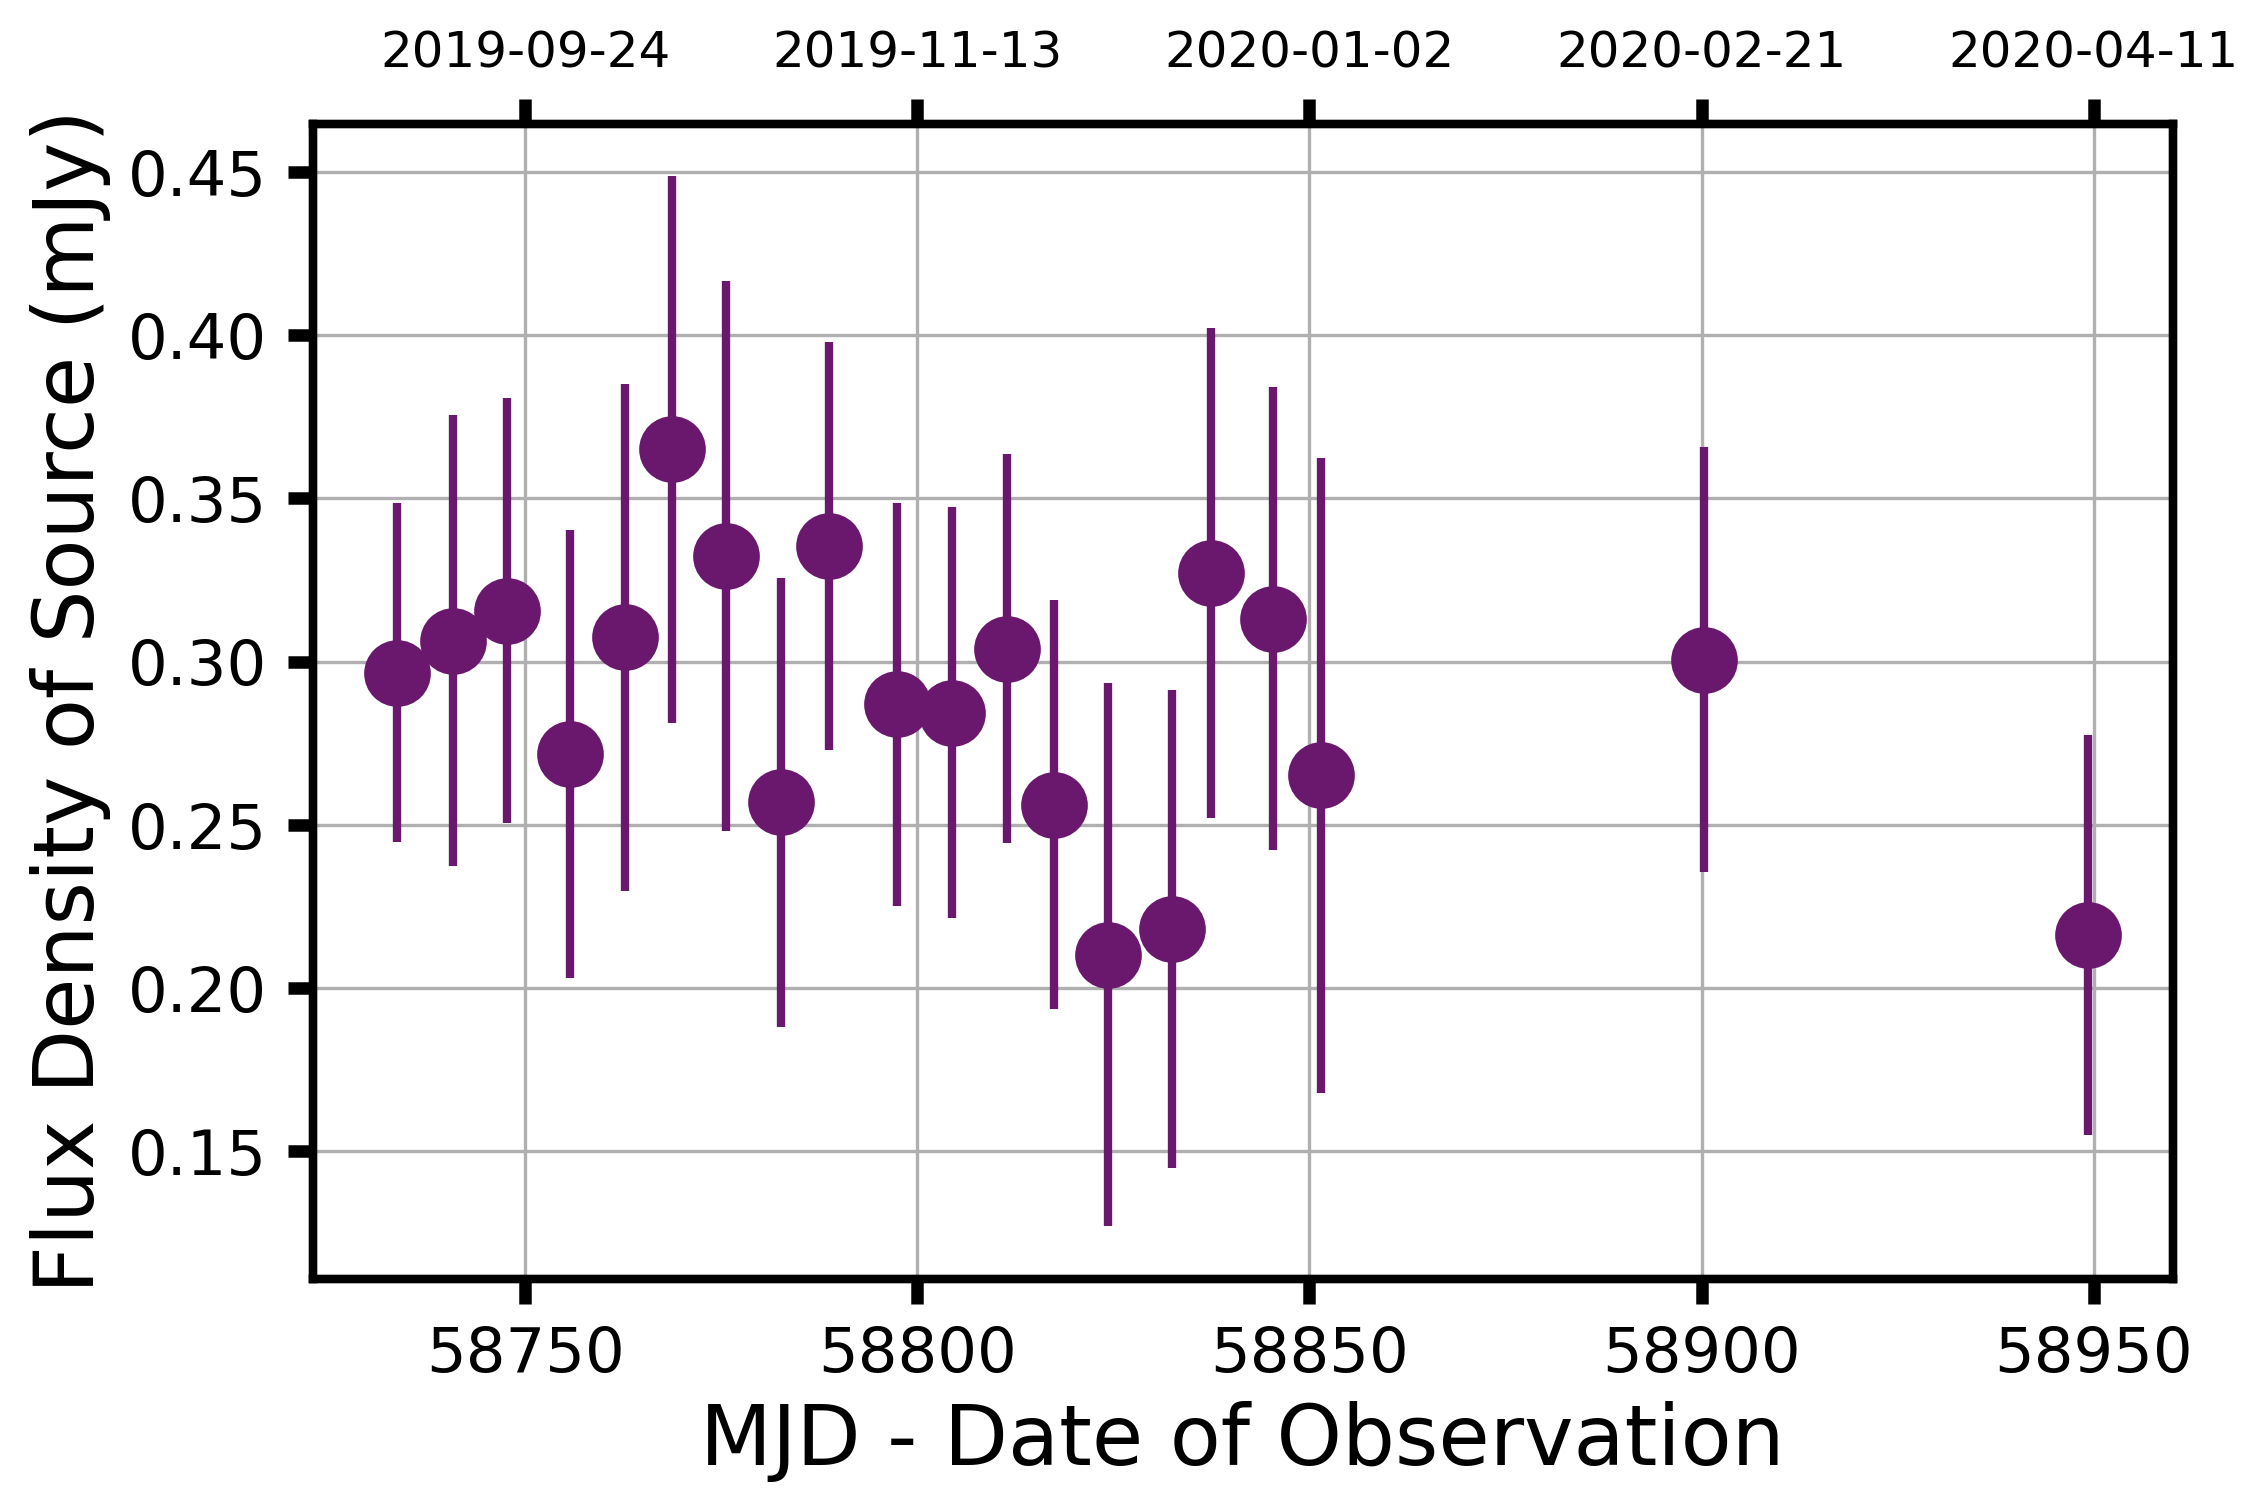 2019-09-24 2019-11-13 2020-01-02 2020-02-21 2020-04-11
Flux Density of Source (mJy)
0.45
0.40
0.35
0.30
0.25
0.20
0.15
58750 58800 58850 58900 58950
MJD - Date of Observation